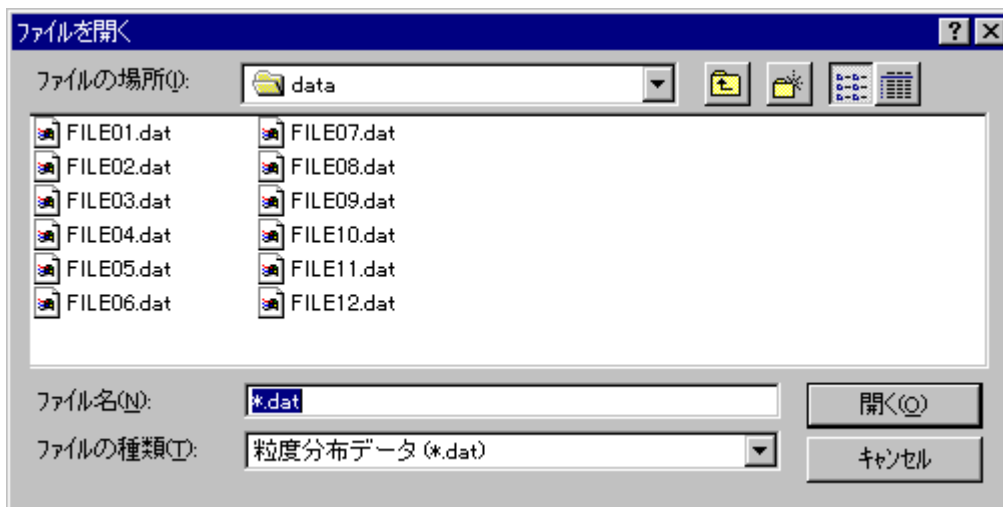 ファイルを開く
ファイルの場所(I): data
FILE01.dat FILE07.dat
FILE02.dat FILE08.dat
FILE03.dat FILE09.dat
FILE04.dat FILE10.dat
FILE05.dat FILE11.dat
FILE06.dat FILE12.dat
ファイル名(N): *.dat 開く(O)
ファイルの種類(T): 粒度分布データ(*.dat) キャンセル